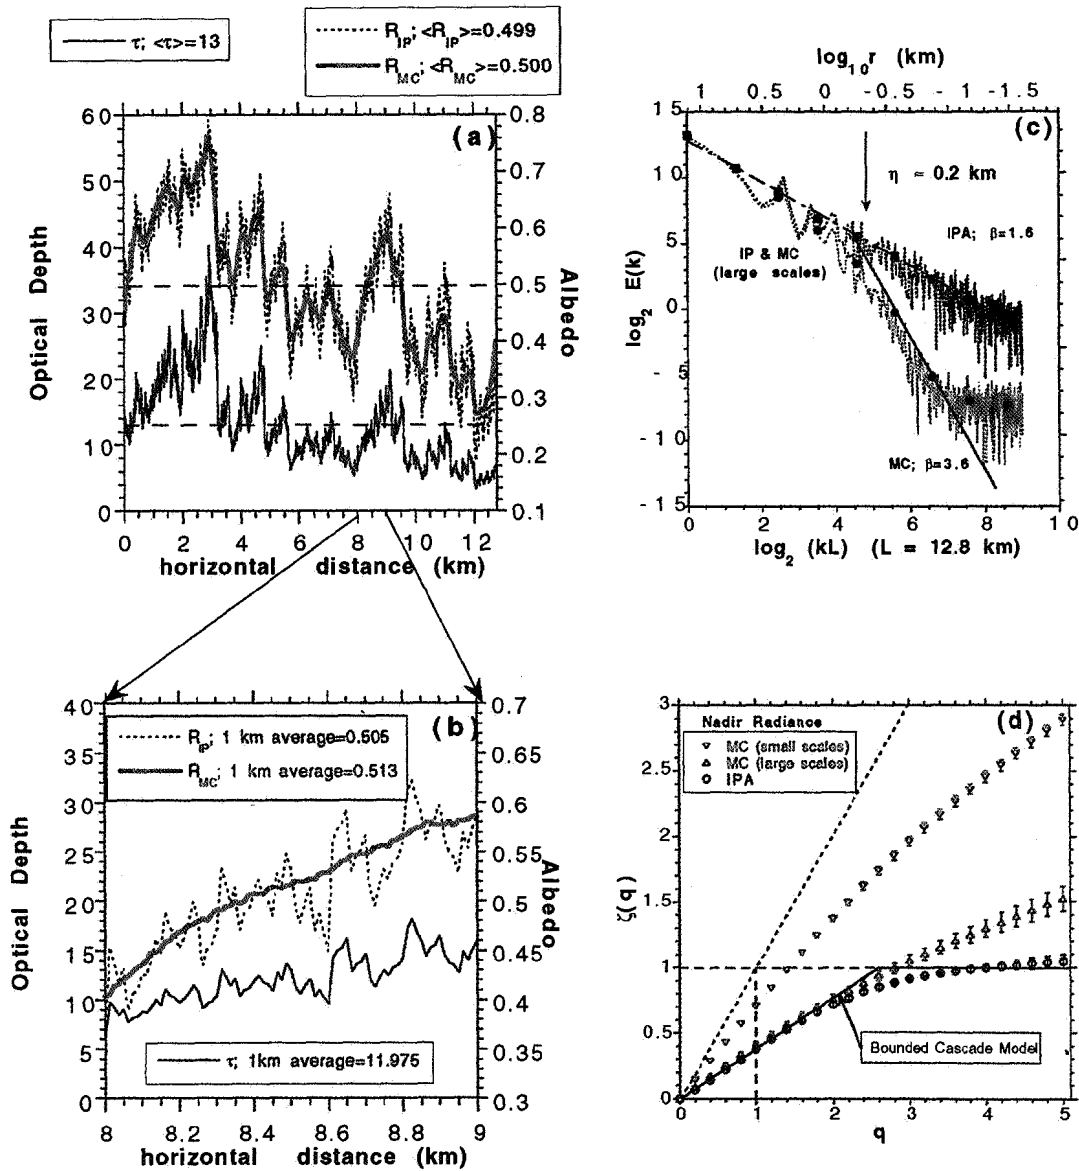 τ; <τ>=13
R_IP; <R_IP>=0.499
R_MC; <R_MC>=0.500
(a)
60
50
40
30
20
10
0
Optical Depth
0.8
0.7
0.6
0.5
0.4
0.3
0.2
0.1
Albedo
0 2 4 6 8 10 12
horizontal distance (km)
log_10 r (km)
1 0.5 0 -0.5 -1 -1.5
(c)
15
10
5
0
-5
-10
-15
log_2 E(k)
η = 0.2 km
IPA; β=1.6
IP & MC
(large scales)
MC; β=3.6
0 2 4 6 8 10
log_2 (kL) (L = 12.8 km)
(b)
40
35
30
25
20
15
10
5
0
Optical Depth
R_IP; 1 km average=0.505
R_MC; 1 km average=0.513
τ; 1km average=11.975
0.7
0.65
0.6
0.55
0.5
0.45
0.4
0.35
0.3
Albedo
8 8.2 8.4 8.6 8.8 9
horizontal distance (km)
(d)
3
2.5
2
1.5
1
0.5
0
ζ(q)
Nadir Radiance
MC (small scales)
MC (large scales)
IPA
Bounded Cascade Model
0 1 2 3 4 5
q